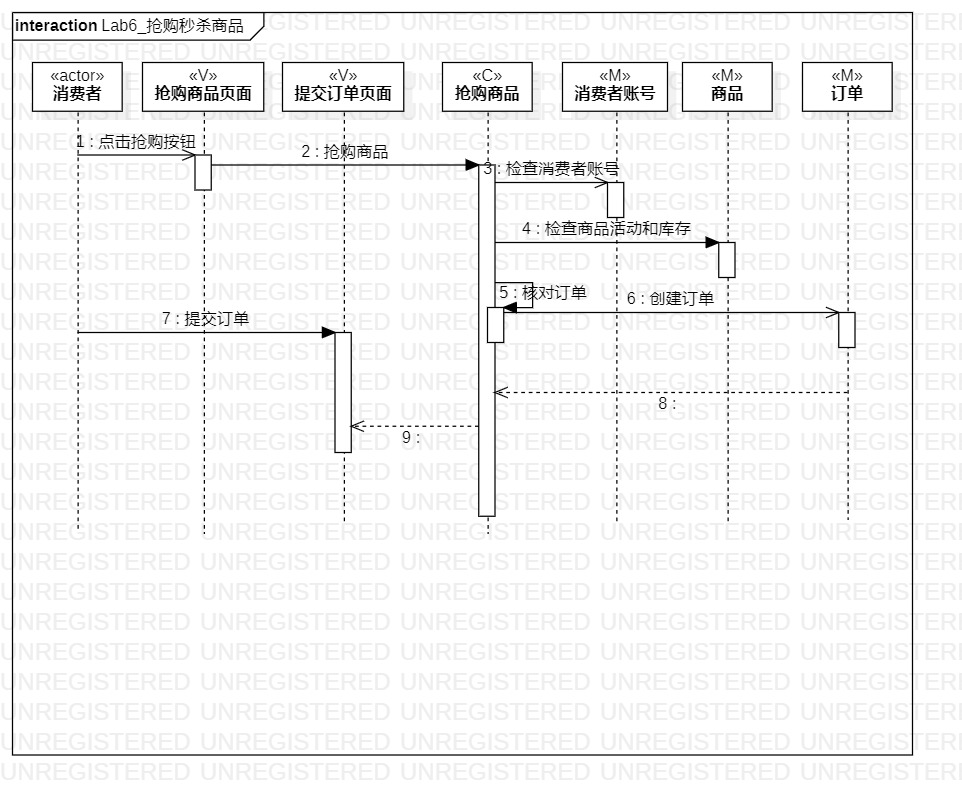 interaction Lab6_抢购秒杀商品
«actor»
消费者
«V»
抢购商品页面
«V»
提交订单页面
«C»
抢购商品
«M»
消费者账号
«M»
商品
«M»
订单
1 : 点击抢购按钮
2 : 抢购商品
3 : 检查消费者账号
4 : 检查商品活动和库存
5 : 核对订单
6 : 创建订单
7 : 提交订单
8 :
9 :
UNREGISTERED